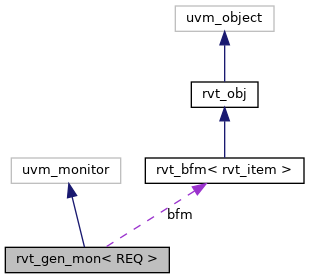 uvm_object
rvt_obj
uvm_monitor
rvt_bfm< rvt_item >
bfm
rvt_gen_mon< REQ >